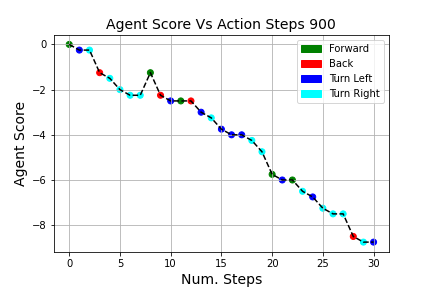 Agent Score Vs Action Steps 900
Forward
Back
Turn Left
Turn Right
Agent Score
0
−2
−4
−6
−8
0 5 10 15 20 25 30
Num. Steps